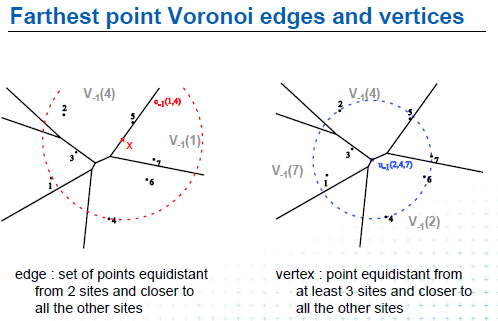 Farthest point Voronoi edges and vertices
V-1(4)
e-1(1,4)
2
5
x
V-1(1)
3
7
6
1
4
V-1(4)
2
5
3
7
V-1(7)
u-1(2,4,7)
6
1
4
V-1(2)
edge : set of points equidistant
from 2 sites and closer to
all the other sites
vertex : point equidistant from
at least 3 sites and closer to
all the other sites